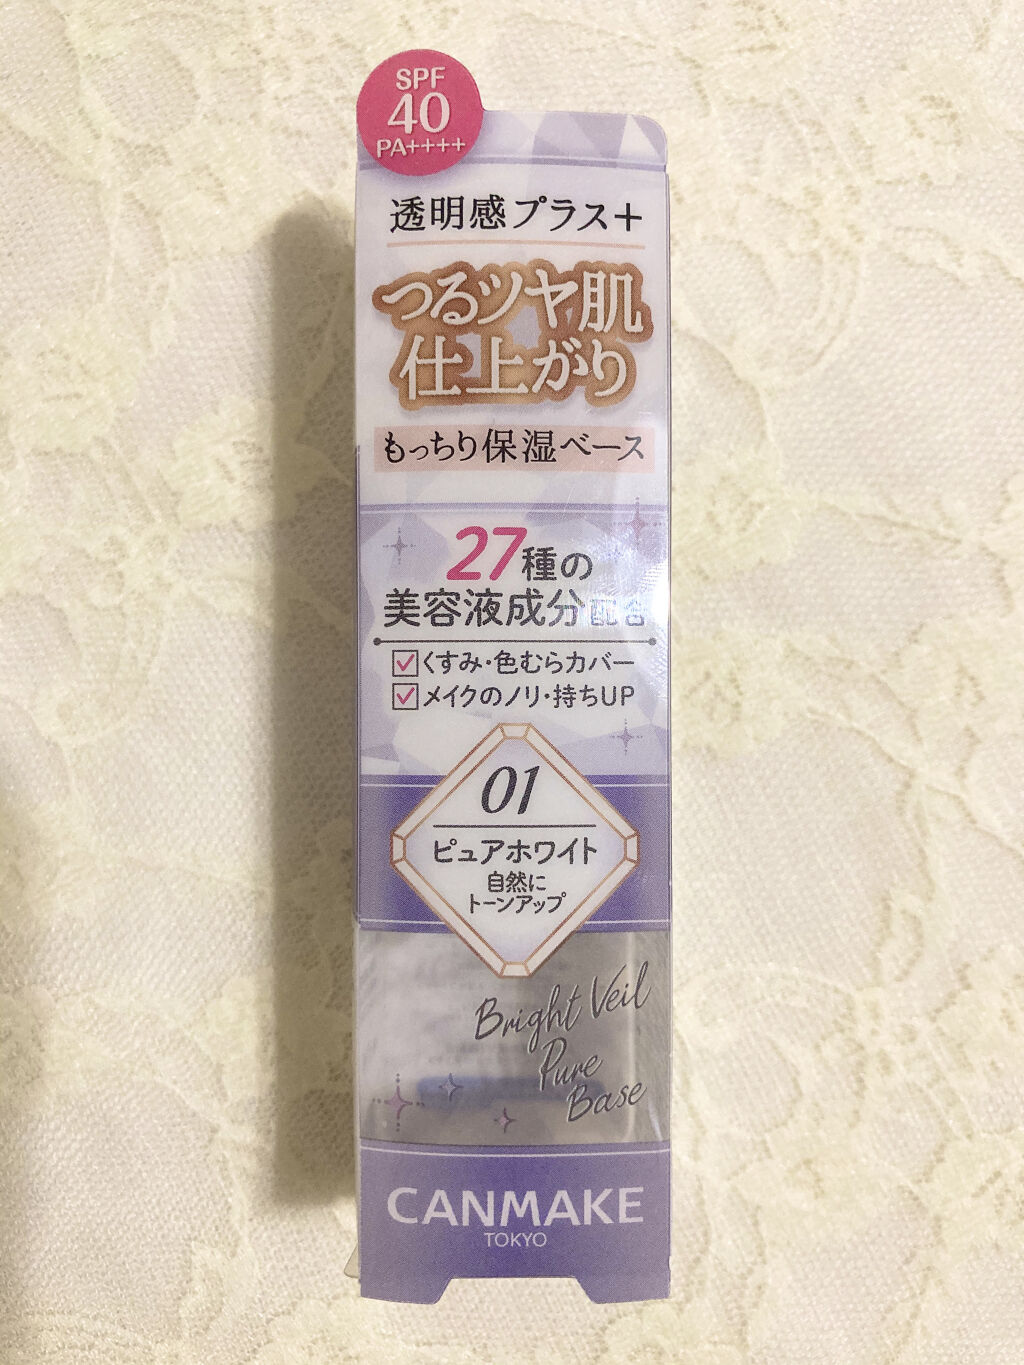 SPF
40
PA++++
透明感プラス+
つるツヤ肌
仕上がり
もっちり保湿ベース
27種の
美容液成分配合
くすみ・色むらカバー
メイクのノリ・持ちUP
01
ピュアホワイト
自然に
トーンアップ
Bright Veil
Pure
Base
CANMAKE
TOKYO